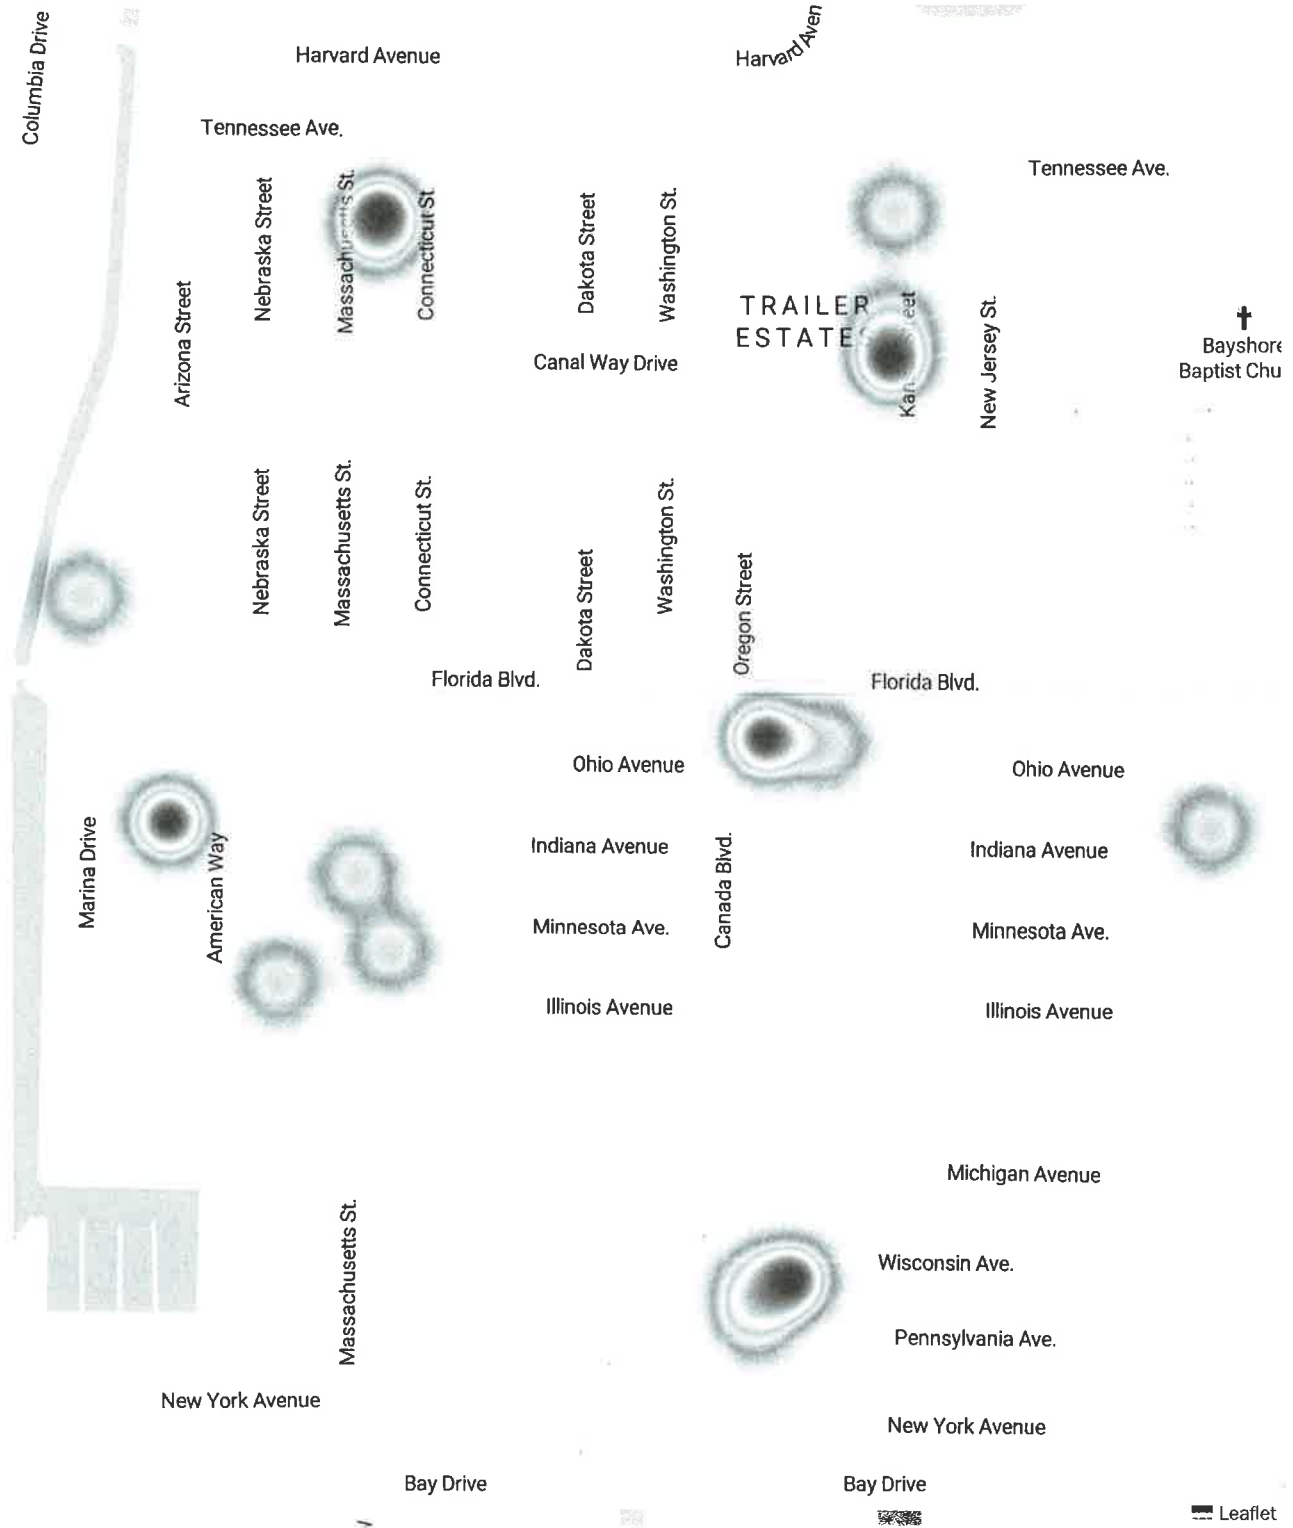 Columbia Drive
Harvard Avenue
Harvard Aven
Tennessee Ave.
Tennessee Ave.
Nebraska Street
Massachusetts St.
Connecticut St.
Dakota Street
Washington St.
Arizona Street
TRAILER
ESTATE
eet
Kan
New Jersey St.
Bayshore
Baptist Chu
Canal Way Drive
Nebraska Street
Massachusetts St.
Connecticut St.
Dakota Street
Washington St.
Oregon Street
Florida Blvd.
Florida Blvd.
Ohio Avenue
Ohio Avenue
Marina Drive
American Way
Indiana Avenue
Canada Blvd.
Indiana Avenue
Minnesota Ave.
Minnesota Ave.
Illinois Avenue
Illinois Avenue
Michigan Avenue
Massachusetts St.
Wisconsin Ave.
Pennsylvania Ave.
New York Avenue
New York Avenue
Bay Drive
Bay Drive
Leaflet